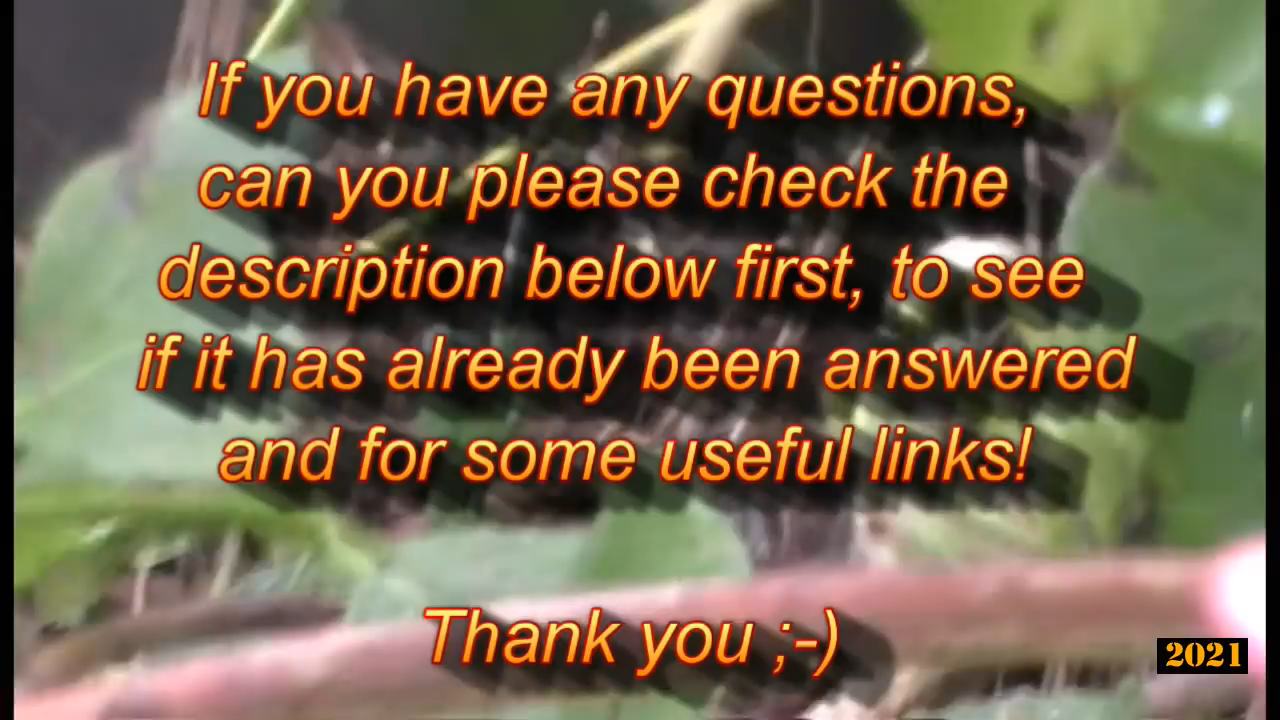 If you have any questions,
can you please check the
description below first, to see
if it has already been answered
and for some useful links!
Thank you ;-)
2021